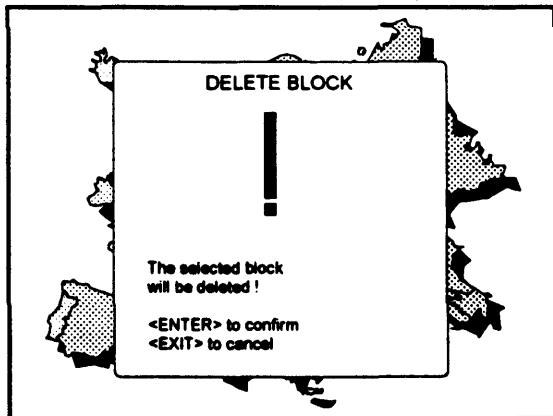 DELETE BLOCK
!
The selected block
will be deleted !
<ENTER> to confirm
<EXIT> to cancel